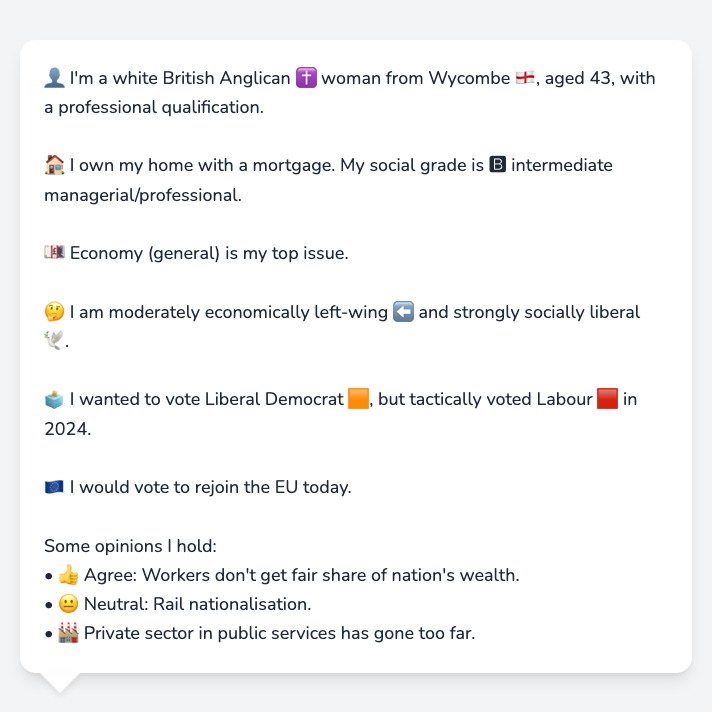 👤 I'm a white British Anglican ✝️ woman from Wycombe 🏴󠁧󠁢󠁥󠁮󠁧󠁿, aged 43, with
a professional qualification.
🏠 I own my home with a mortgage. My social grade is 🅱 intermediate
managerial/professional.
💷 Economy (general) is my top issue.
🤔 I am moderately economically left-wing ⬅️ and strongly socially liberal
🕊️.
🗳️ I wanted to vote Liberal Democrat 🟧, but tactically voted Labour 🟥 in
2024.
🇪🇺 I would vote to rejoin the EU today.
Some opinions I hold:
• 👍 Agree: Workers don't get fair share of nation's wealth.
• 😐 Neutral: Rail nationalisation.
• 🏭 Private sector in public services has gone too far.